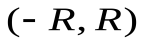 (- R, R)